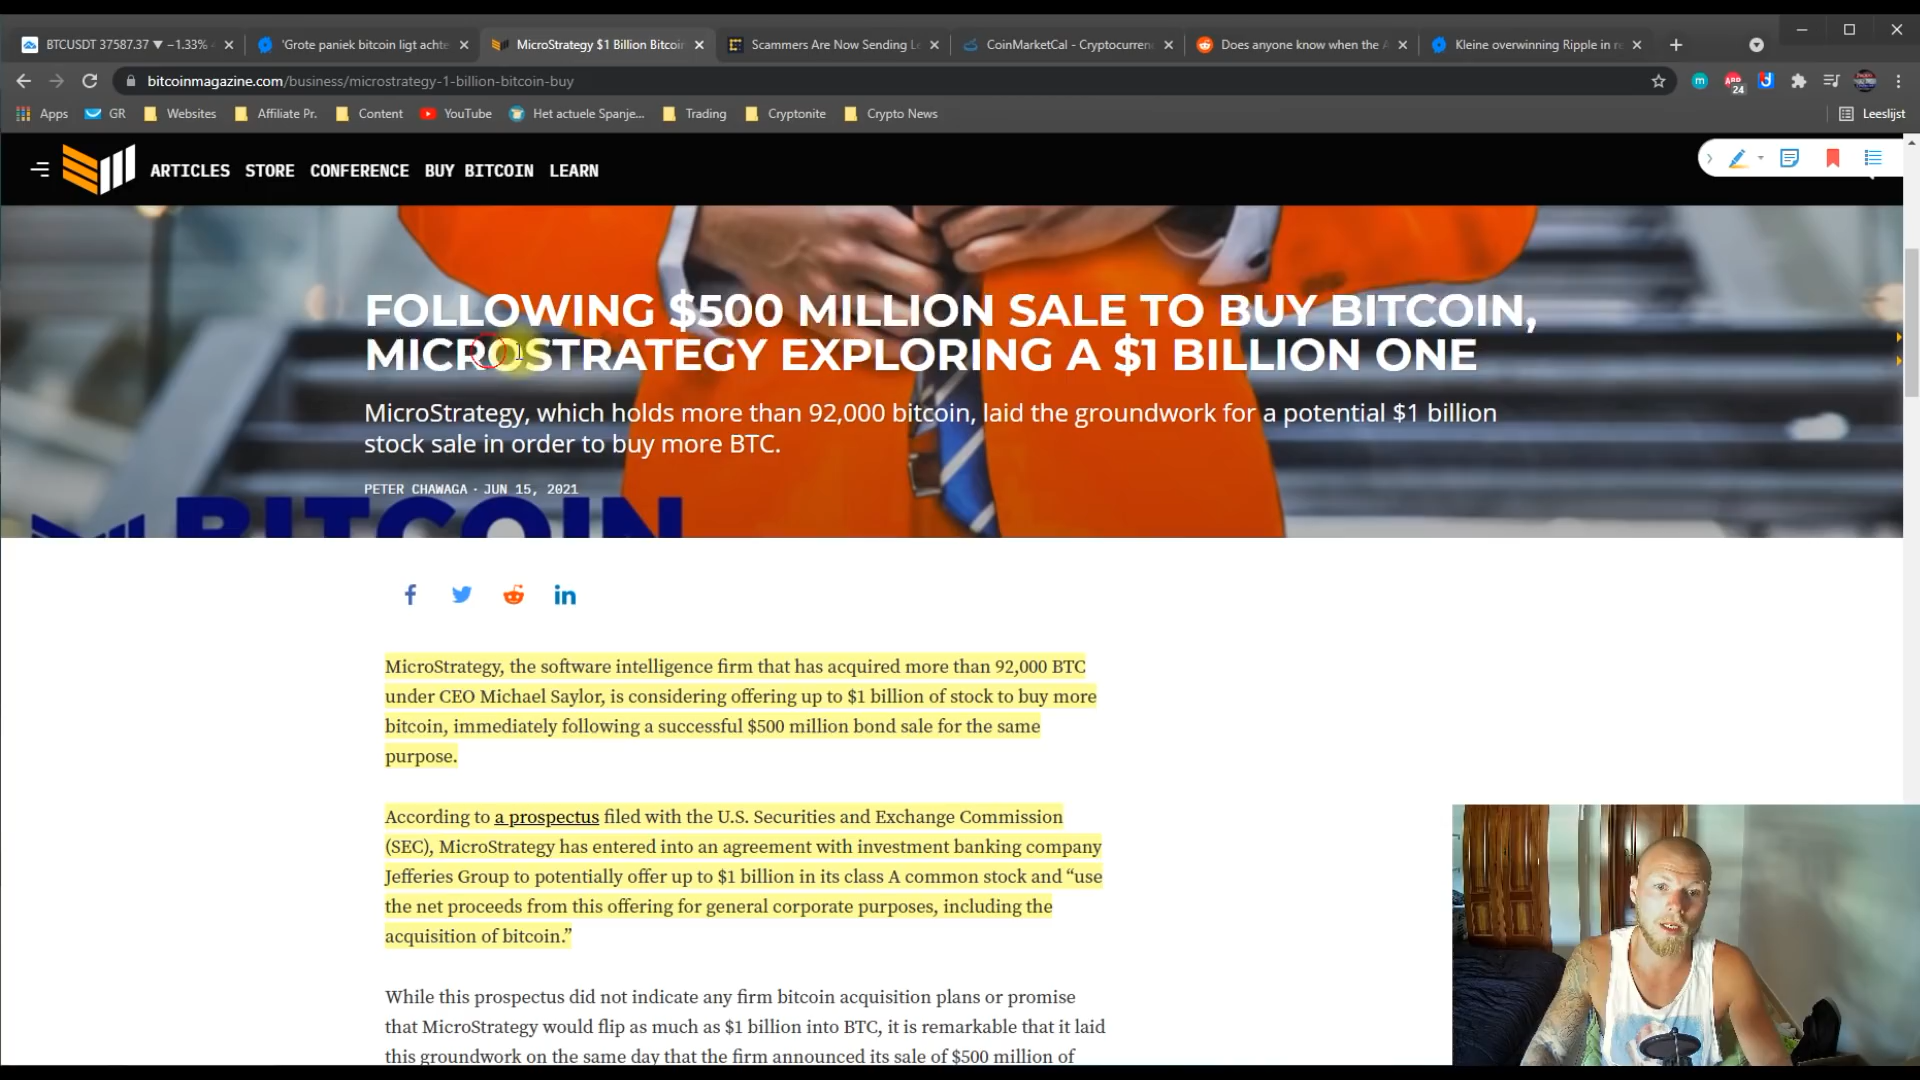 BTCUSDT 37587.37 ▼ −1.33%
'Grote paniek bitcoin ligt achte
MicroStrategy $1 Billion Bitcoin
Scammers Are Now Sending Le
CoinMarketCal - Cryptocurrenc
Does anyone know when the A
Kleine overwinning Ripple in re
bitcoinmagazine.com/business/microstrategy-1-billion-bitcoin-buy
ABP
24
Apps
GR
Websites
Affiliate Pr.
Content
YouTube
Het actuele Spanje...
Trading
Cryptonite
Crypto News
Leeslijst
ARTICLES STORE CONFERENCE BUY BITCOIN LEARN
FOLLOWING $500 MILLION SALE TO BUY BITCOIN,
MICROSTRATEGY EXPLORING A $1 BILLION ONE
MicroStrategy, which holds more than 92,000 bitcoin, laid the groundwork for a potential $1 billion
stock sale in order to buy more BTC.
PETER CHAWAGA · JUN 15, 2021
BITCOIN
MicroStrategy, the software intelligence firm that has acquired more than 92,000 BTC
under CEO Michael Saylor, is considering offering up to $1 billion of stock to buy more
bitcoin, immediately following a successful $500 million bond sale for the same
purpose.
According to a prospectus filed with the U.S. Securities and Exchange Commission
(SEC), MicroStrategy has entered into an agreement with investment banking company
Jefferies Group to potentially offer up to $1 billion in its class A common stock and “use
the net proceeds from this offering for general corporate purposes, including the
acquisition of bitcoin.”
While this prospectus did not indicate any firm bitcoin acquisition plans or promise
that MicroStrategy would flip as much as $1 billion into BTC, it is remarkable that it laid
this groundwork on the same day that the firm announced its sale of $500 million of